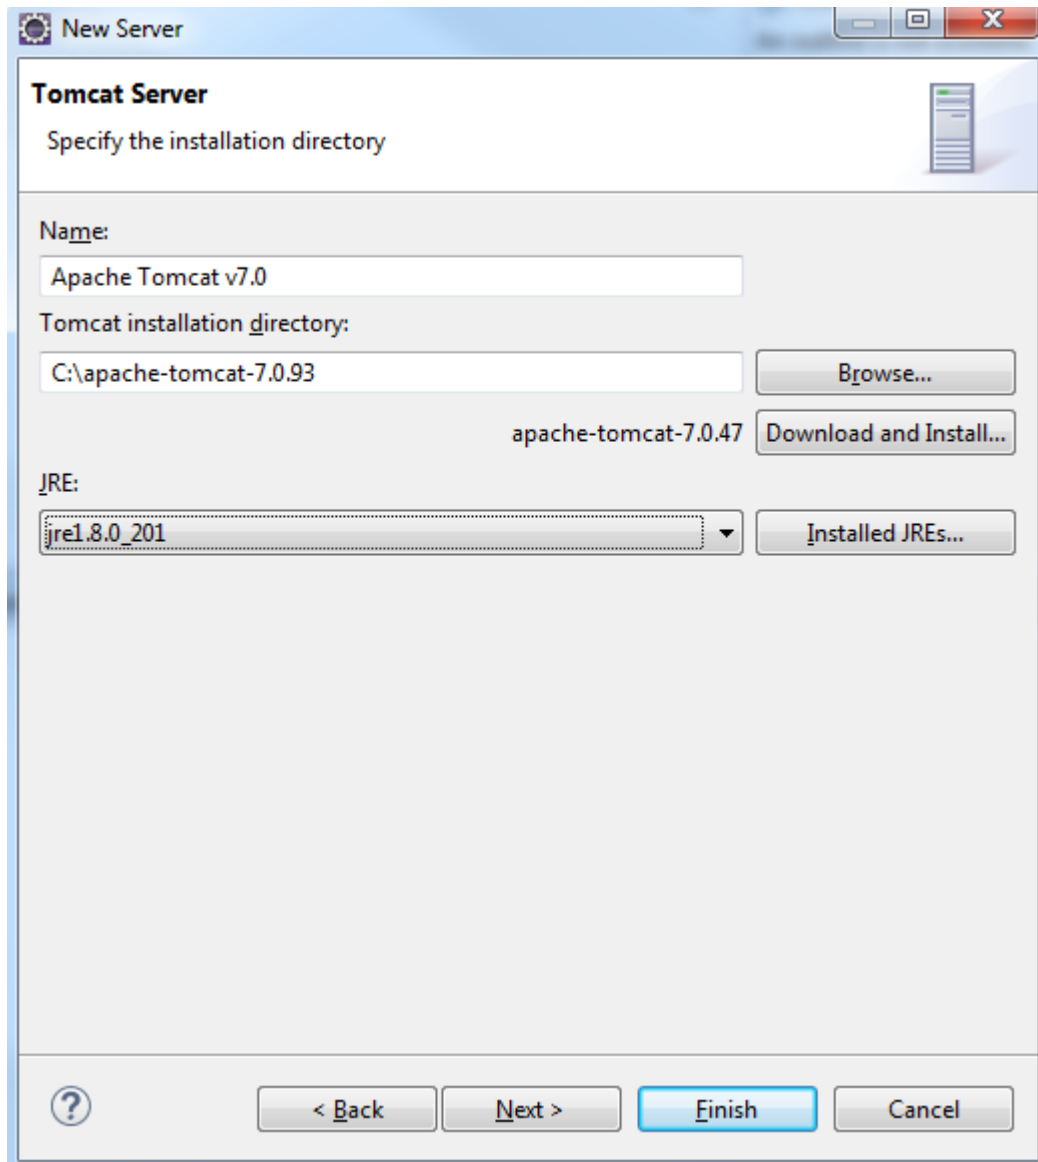 New Server
Tomcat Server
Specify the installation directory
Name:
Apache Tomcat v7.0
Tomcat installation directory:
C:\apache-tomcat-7.0.93
Browse...
apache-tomcat-7.0.47 Download and Install...
JRE:
jre1.8.0_201
Installed JREs...
? < Back Next > Finish Cancel